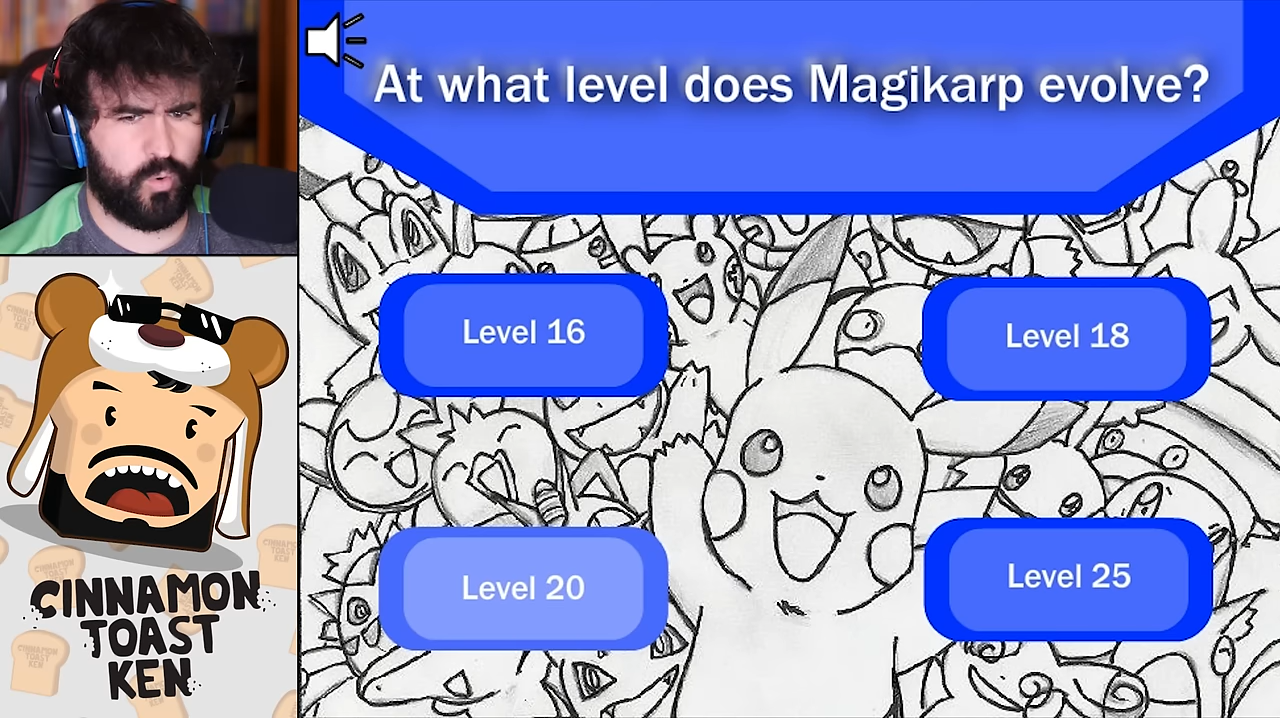 At what level does Magikarp evolve?
Level 16
Level 18
Level 20
Level 25
CINNAMON
TOAST
KEN